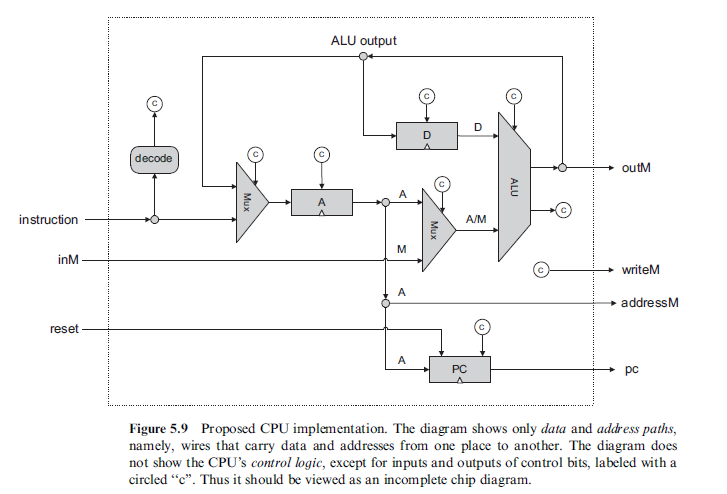 ALU output
c
c
c
D
D
decode
c
c
c
Mux
A
A
Mux
ALU
outM
instruction
A/M
c
inM
M
c
writeM
A
addressM
reset
c
A
PC
pc
Figure 5.9 Proposed CPU implementation. The diagram shows only data and address paths,
namely, wires that carry data and addresses from one place to another. The diagram does
not show the CPU's control logic, except for inputs and outputs of control bits, labeled with a
circled "c". Thus it should be viewed as an incomplete chip diagram.